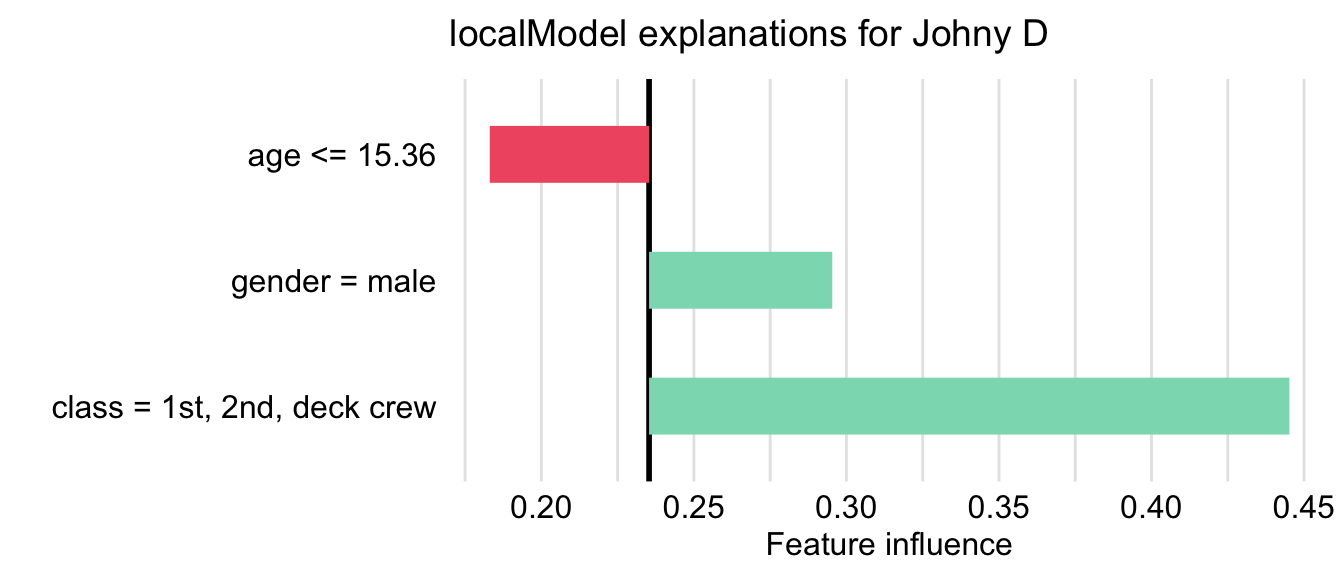 localModel explanations for Johny D
age <= 15.36
gender = male
class = 1st, 2nd, deck crew
0.20 0.25 0.30 0.35 0.40 0.45
Feature influence